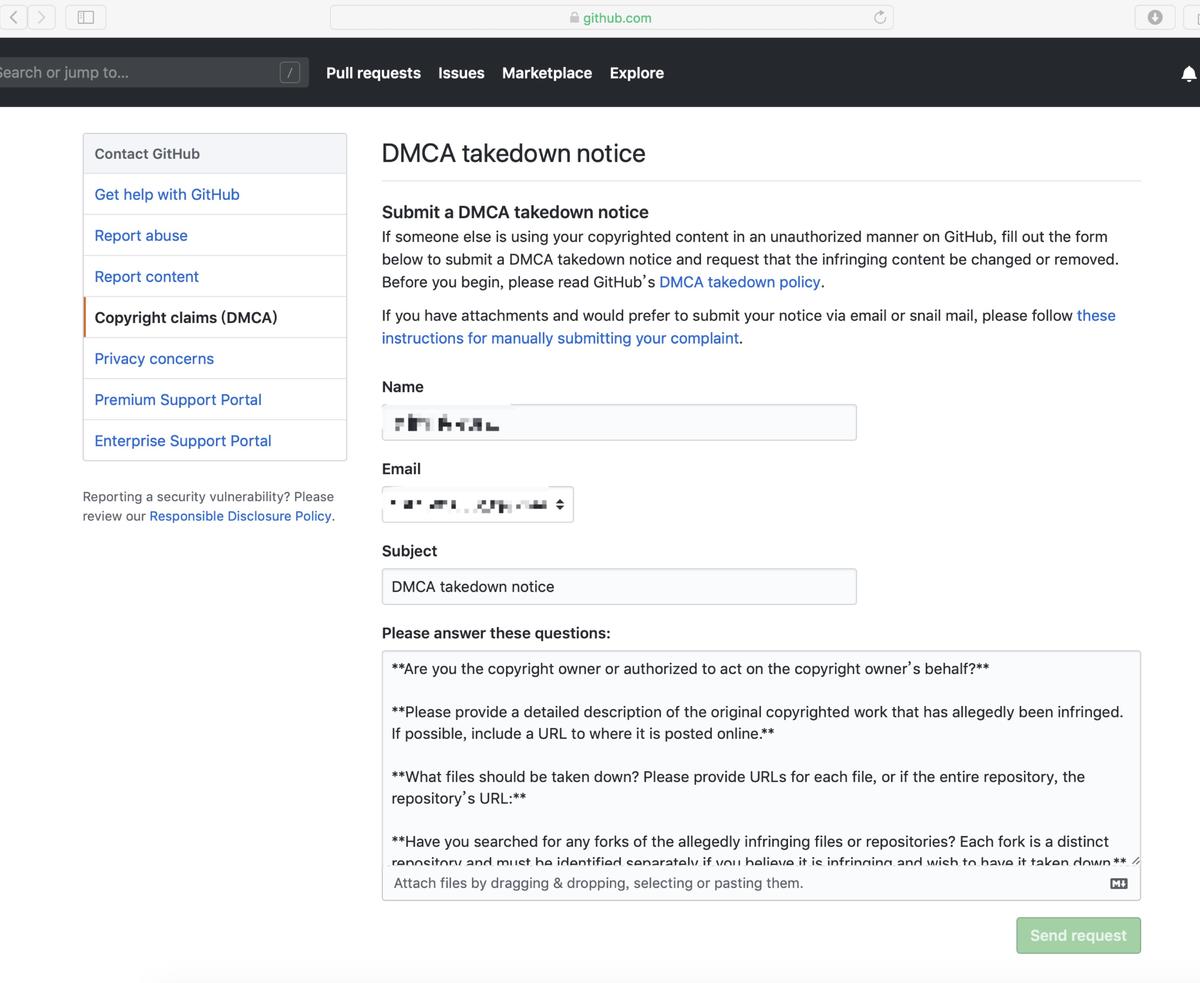 github.com
Search or jump to... /
Pull requests Issues Marketplace Explore
Contact GitHub
Get help with GitHub
Report abuse
Report content
Copyright claims (DMCA)
Privacy concerns
Premium Support Portal
Enterprise Support Portal
Reporting a security vulnerability? Please
review our Responsible Disclosure Policy.
DMCA takedown notice
Submit a DMCA takedown notice
If someone else is using your copyrighted content in an unauthorized manner on GitHub, fill out the form
below to submit a DMCA takedown notice and request that the infringing content be changed or removed.
Before you begin, please read GitHub's DMCA takedown policy.
If you have attachments and would prefer to submit your notice via email or snail mail, please follow these
instructions for manually submitting your complaint.
Name
Email
Subject
DMCA takedown notice
Please answer these questions:
**Are you the copyright owner or authorized to act on the copyright owner's behalf?**
**Please provide a detailed description of the original copyrighted work that has allegedly been infringed.
If possible, include a URL to where it is posted online.**
**What files should be taken down? Please provide URLs for each file, or if the entire repository, the
repository's URL:**
**Have you searched for any forks of the allegedly infringing files or repositories? Each fork is a distinct
repository and must be identified separately if you believe it is infringing and wish to have it taken down.**
Attach files by dragging & dropping, selecting or pasting them.
Send request